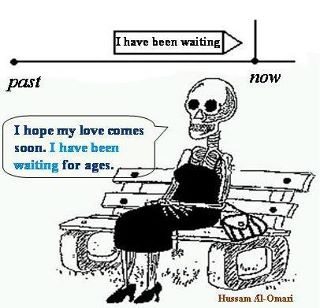 I have been waiting
past
now
I hope my love comes
soon. I have been
waiting for ages.
Hussam Al-Omari